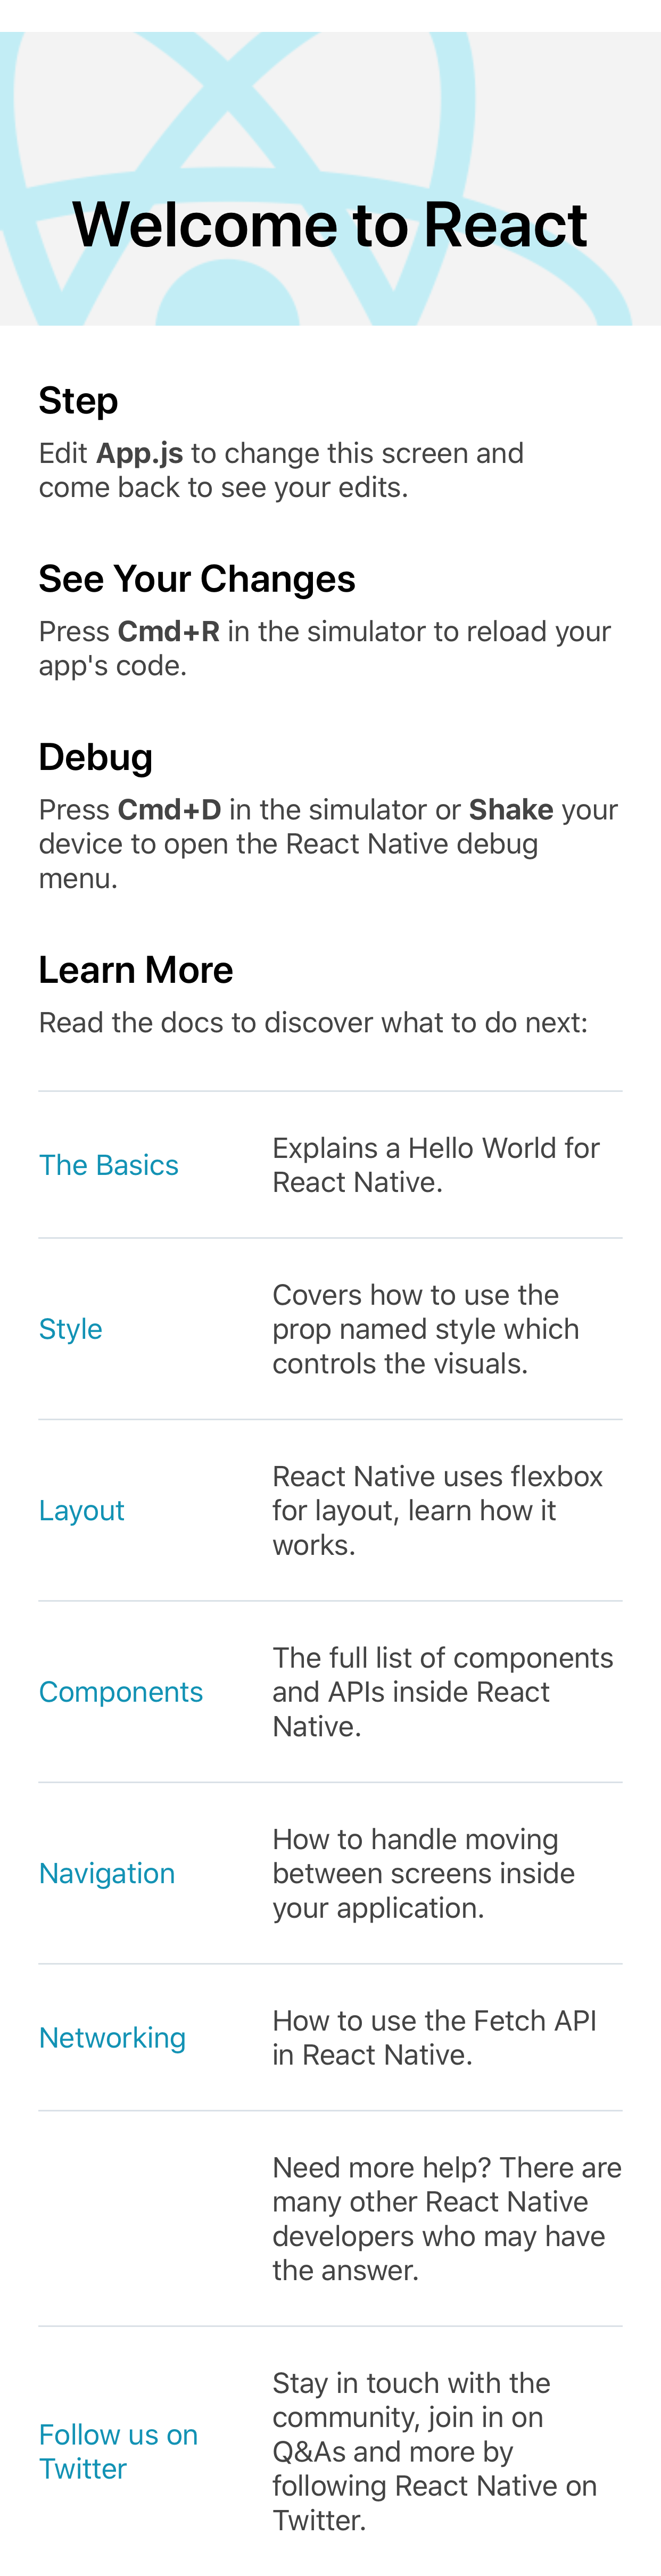 Welcome to React
Step
Edit App.js to change this screen and
come back to see your edits.
See Your Changes
Press Cmd+R in the simulator to reload your
app's code.
Debug
Press Cmd+D in the simulator or Shake your
device to open the React Native debug
menu.
Learn More
Read the docs to discover what to do next:
The Basics
Explains a Hello World for
React Native.
Style
Covers how to use the
prop named style which
controls the visuals.
Layout
React Native uses flexbox
for layout, learn how it
works.
Components
The full list of components
and APIs inside React
Native.
Navigation
How to handle moving
between screens inside
your application.
Networking
How to use the Fetch API
in React Native.
Need more help? There are
many other React Native
developers who may have
the answer.
Follow us on
Twitter
Stay in touch with the
community, join in on
Q&As and more by
following React Native on
Twitter.